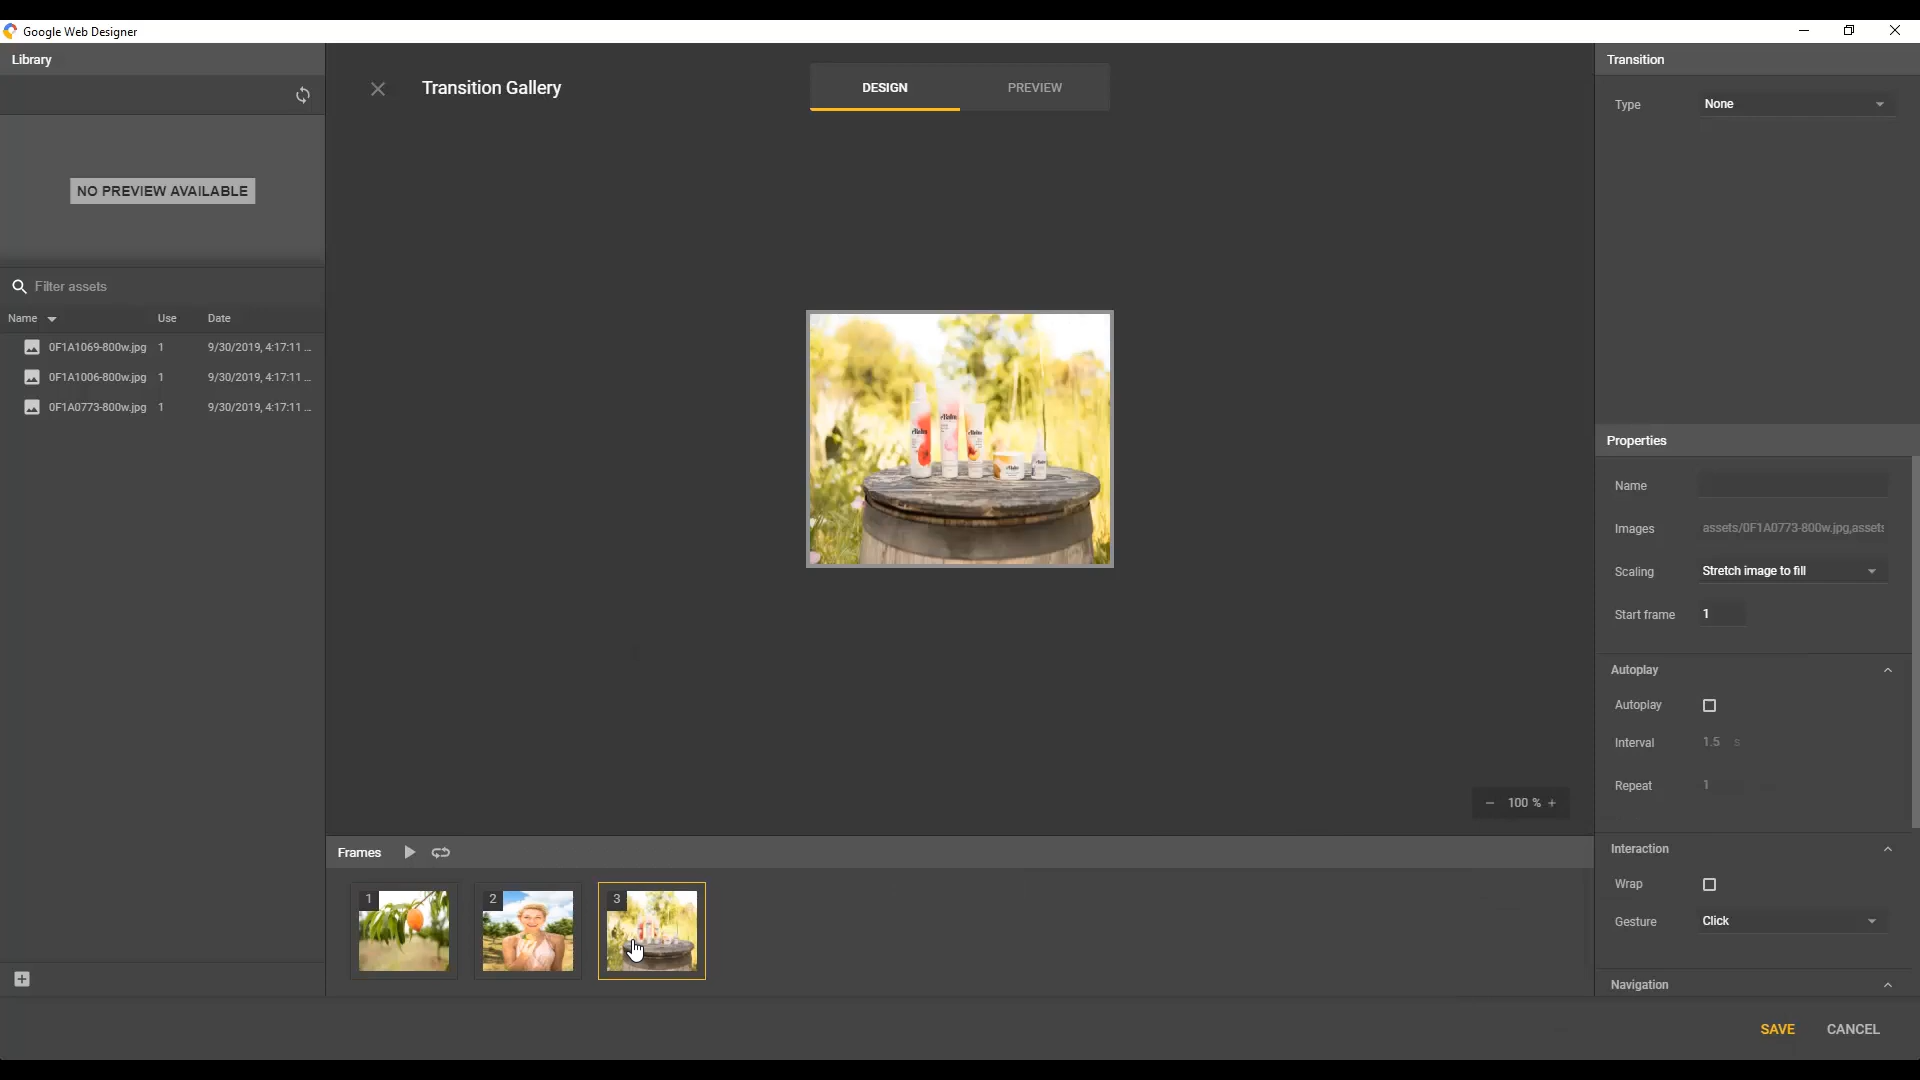 Google Web Designer
Library
Transition Gallery
DESIGN
PREVIEW
Transition
Type
None
NO PREVIEW AVAILABLE
Filter assets
Name
Use
Date
0F1A1069-800w.jpg 1 9/30/2019, 4:17:11 ...
0F1A1006-800w.jpg 1 9/30/2019, 4:17:11 ...
0F1A0773-800w.jpg 1 9/30/2019, 4:17:11 ...
Properties
Name
Images assets/0F1A0773-800w.jpg,assets
Scaling Stretch image to fill
Start frame 1
Autoplay
Autoplay
Interval 1.5 s
Repeat 1
100 %
Frames
1
2
3
Interaction
Wrap
Gesture Click
Navigation
SAVE
CANCEL